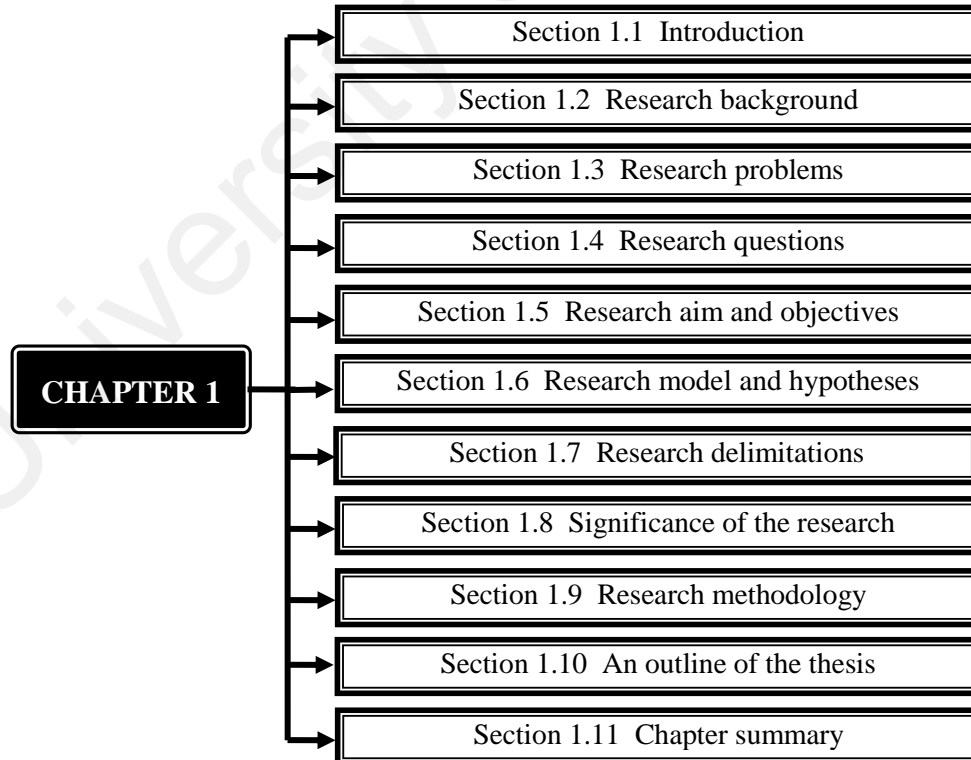 Section 1.1 Introduction
Section 1.2 Research background
Section 1.3 Research problems
Section 1.4 Research questions
Section 1.5 Research aim and objectives
CHAPTER 1
Section 1.6 Research model and hypotheses
Section 1.7 Research delimitations
Section 1.8 Significance of the research
Section 1.9 Research methodology
Section 1.10 An outline of the thesis
Section 1.11 Chapter summary
University